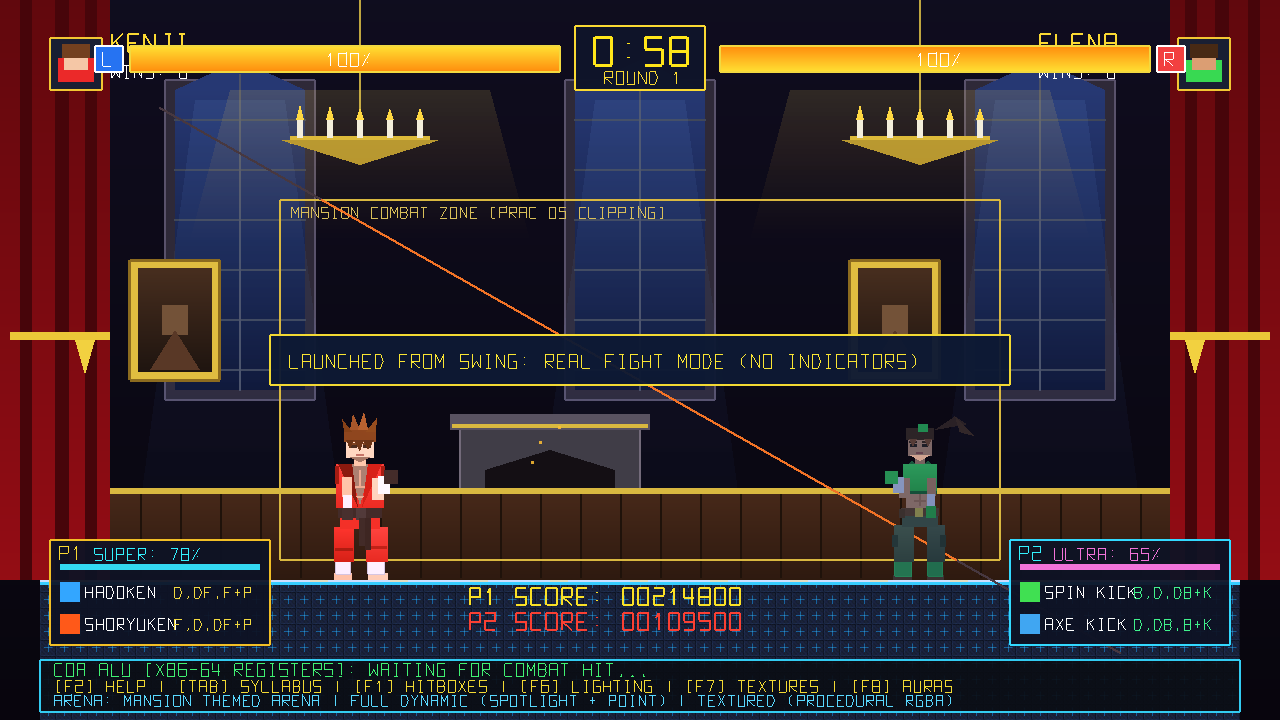 KENJI
L
100%
WINS: 0
0:58
ROUND 1
ELENA
100%
R
WINS: 0
MANSION COMBAT ZONE [PRAC 05 CLIPPING]
LAUNCHED FROM SWING: REAL FIGHT MODE (NO INDICATORS)
P1 SUPER: 78%
HADOKEN D,DF,F+P
SHORYUKEN F,D,DF+P
P1 SCORE: 00214800
P2 SCORE: 00109500
P2 ULTRA: 65%
SPIN KICK B,D,DB+K
AXE KICK D,DB,B+K
COA ALU [X86-64 REGISTERS]: WAITING FOR COMBAT HIT...
[F2] HELP | [TAB] SYLLABUS | [F1] HITBOXES | [F6] LIGHTING | [F7] TEXTURES | [F8] AURAS
ARENA: MANSION THEMED ARENA | FULL DYNAMIC (SPOTLIGHT + POINT) | TEXTURED (PROCEDURAL RGBA)